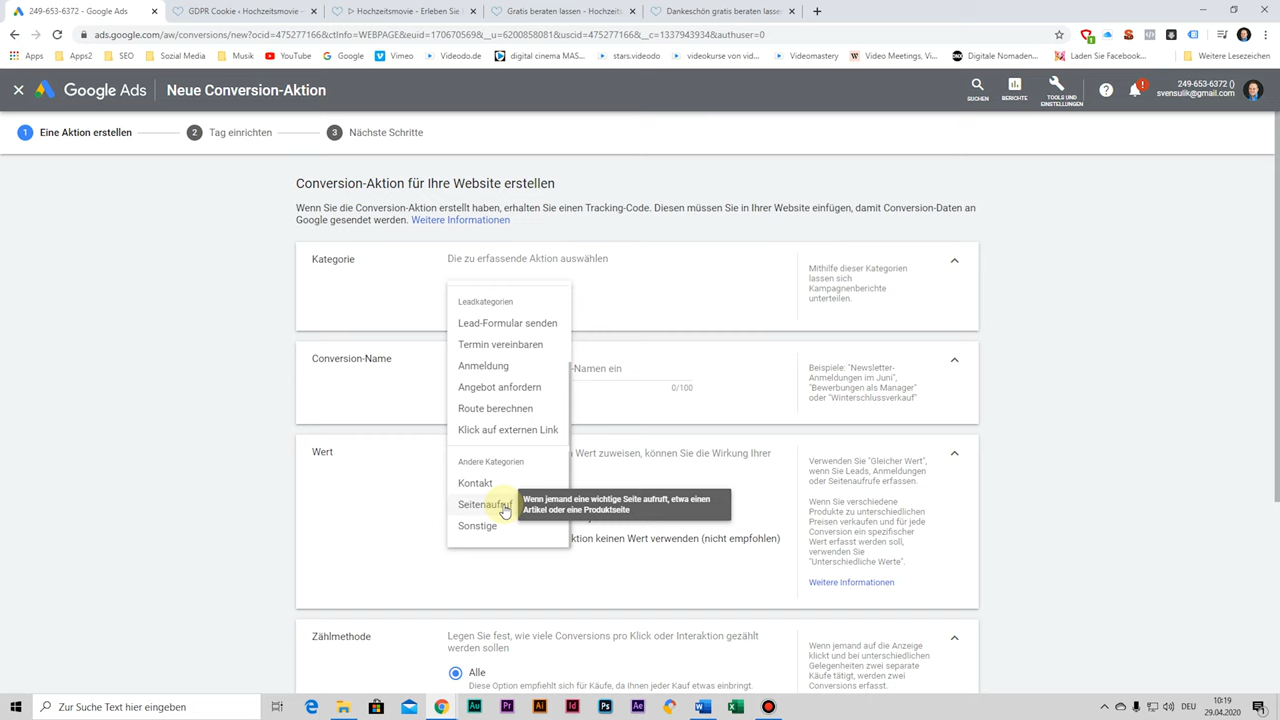 249-653-6372 - Google Ads
GDPR Cookie ‹ Hochzeitsmovie -
▷ Hochzeitsmovie - Erleben Sie I
Gratis beraten lassen - Hochzeits
Dankeschön gratis beraten lassen
ads.google.com/aw/conversions/new?ocid=475277166&ctInfo=WEBPAGE&euid=170670569&__u=6200858081&uscid=475277166&__c=1337943934&authuser=0
Apps
Apps2
SEO
Sozial Media
Musik
YouTube
Google
Vimeo
Videodo.de
digital cinema MAS...
stars.videodo
videokurse von vid...
Videomastery
Video Meetings, Vi...
Digitale Nomaden...
Laden Sie Facebook...
Weitere Lesezeichen
Google Ads
Neue Conversion-Aktion
SUCHEN
BERICHTE
TOOLS UND
EINSTELLUNGEN
249-653-6372 ()
svensulik@gmail.com
1 Eine Aktion erstellen
2 Tag einrichten
3 Nächste Schritte
Conversion-Aktion für Ihre Website erstellen
Wenn Sie die Conversion-Aktion erstellt haben, erhalten Sie einen Tracking-Code. Diesen müssen Sie in Ihrer Website einfügen, damit Conversion-Daten an
Google gesendet werden. Weitere Informationen
Kategorie
Die zu erfassende Aktion auswählen
Mithilfe dieser Kategorien
lassen sich
Kampagnenberichte
unterteilen.
Leadkategorien
Lead-Formular senden
Termin vereinbaren
Anmeldung
Angebot anfordern
Route berechnen
Klick auf externen Link
Andere Kategorien
Kontakt
Seitenaufruf
Sonstige
Wenn jemand eine wichtige Seite aufruft, etwa einen
Artikel oder eine Produktseite
Conversion-Name
-Namen ein
0/100
Beispiele: "Newsletter-
Anmeldungen im Juni",
"Bewerbungen als Manager"
oder "Winterschlussverkauf"
Wert
n Wert zuweisen, können Sie die Wirkung Ihrer
ktion keinen Wert verwenden (nicht empfohlen)
Verwenden Sie "Gleicher Wert",
wenn Sie Leads, Anmeldungen
oder Seitenaufrufe erfassen.
Wenn Sie verschiedene
Produkte zu unterschiedlichen
Preisen verkaufen und für jede
Conversion ein spezifischer
Wert erfasst werden soll,
verwenden Sie
"Unterschiedliche Werte".
Weitere Informationen
Zählmethode
Legen Sie fest, wie viele Conversions pro Klick oder Interaktion gezählt
werden sollen
Alle
Diese Option empfiehlt sich für Käufe, da Ihnen jeder Kauf etwas einbringt.
Wenn jemand auf die Anzeige
klickt und bei unterschiedlichen
Gelegenheiten zwei separate
Käufe tätigt, werden zwei
Conversions erfasst.
Zur Suche Text hier eingeben
DEU
10:19
29.04.2020